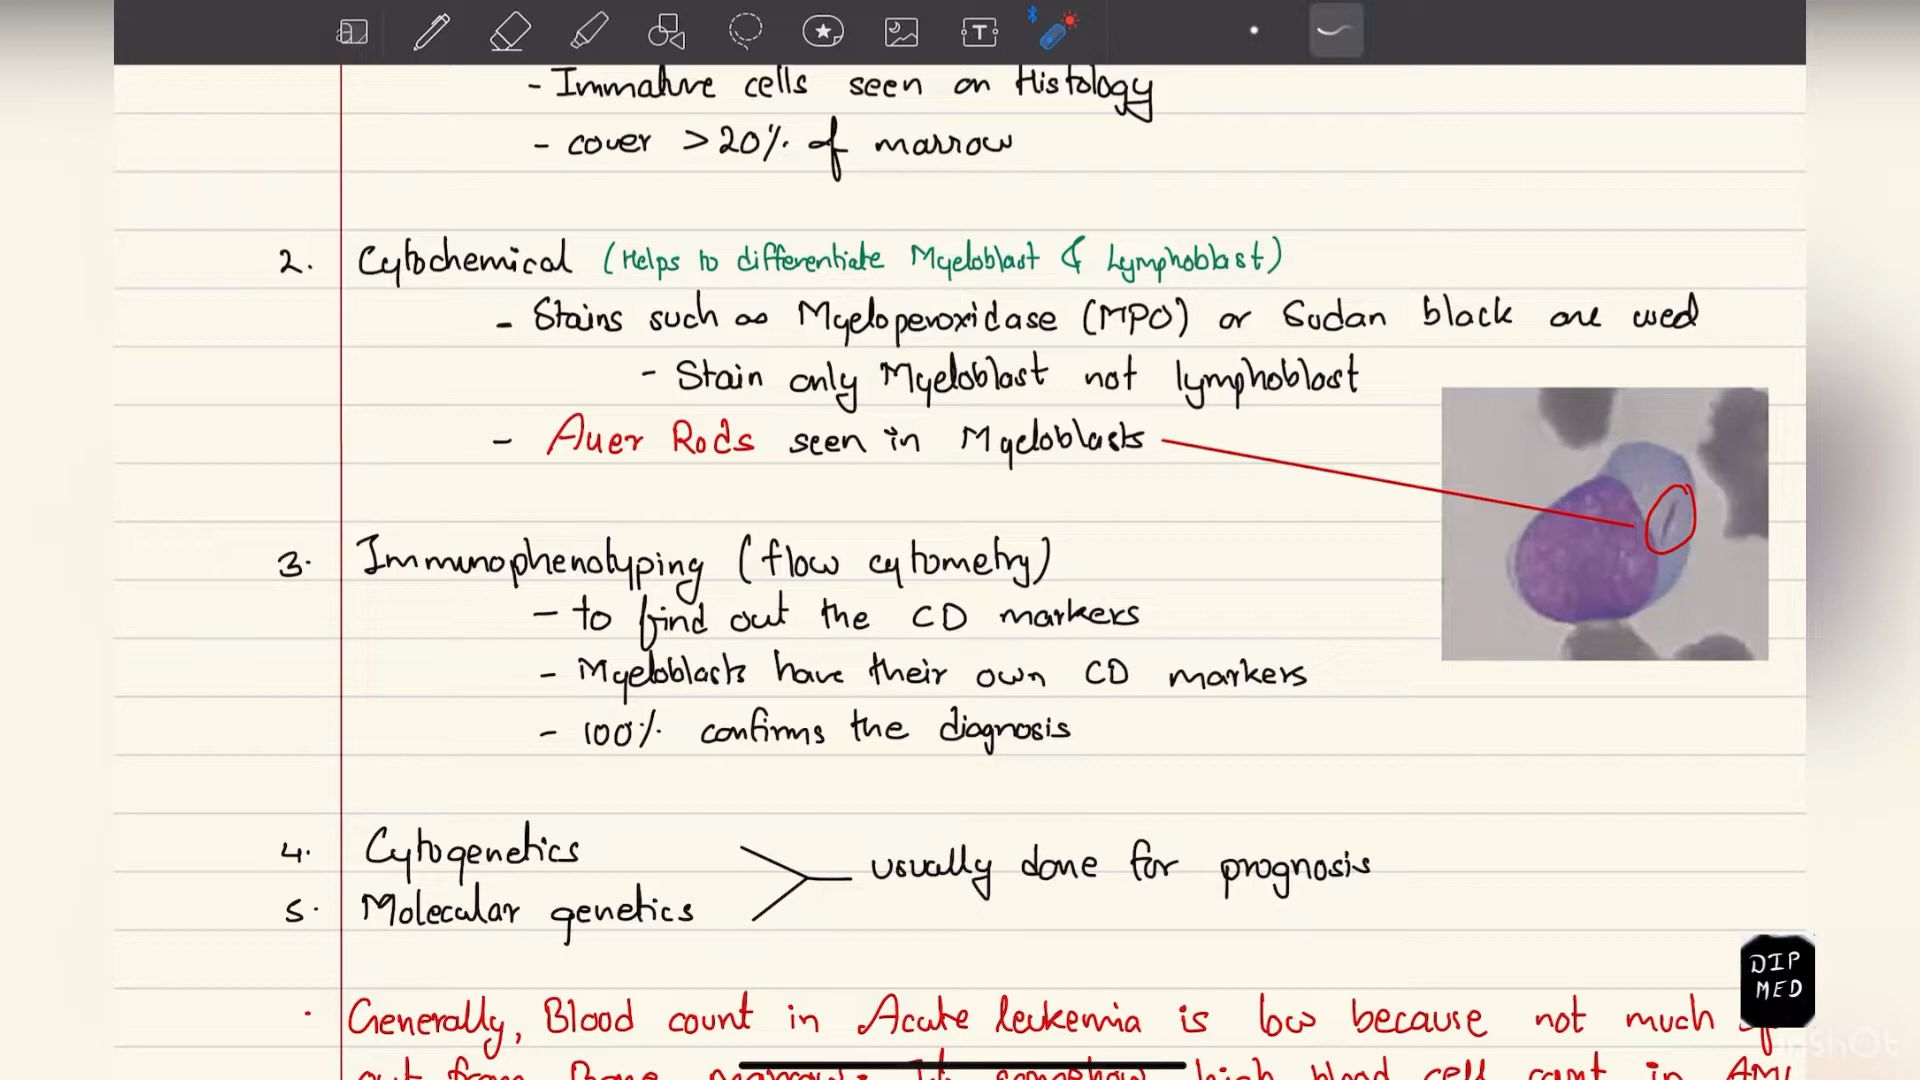 - Immature cells seen on Histology
- cover >20% of marrow
2. Cytochemical (Helps to differentiate Myeloblast & Lymphoblast)
- Stains such as Myeloperoxidase (MPO) or Sudan black are used
- Stain only Myeloblast not lymphoblast
- Auer Rods seen in Myeloblasts
3. Immunophenotyping (flow cytometry)
- to find out the CD markers
- Myeloblasts have their own CD markers
- 100% confirms the diagnosis
4. Cytogenetics
5. Molecular genetics
usually done for prognosis
DIP
MED
· Generally, Blood count in Acute leukemia is low because not much of
InShOt